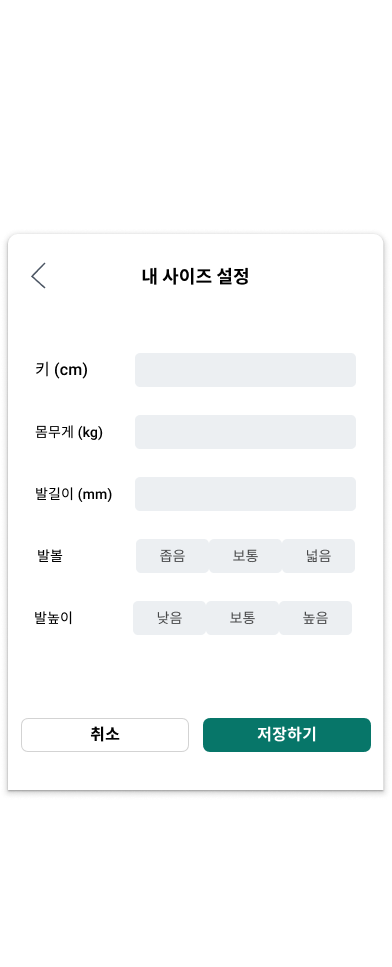 내 사이즈 설정
키 (cm)
몸무게 (kg)
발길이 (mm)
발볼 좁음 보통 넓음
발높이 낮음 보통 높음
취소 저장하기